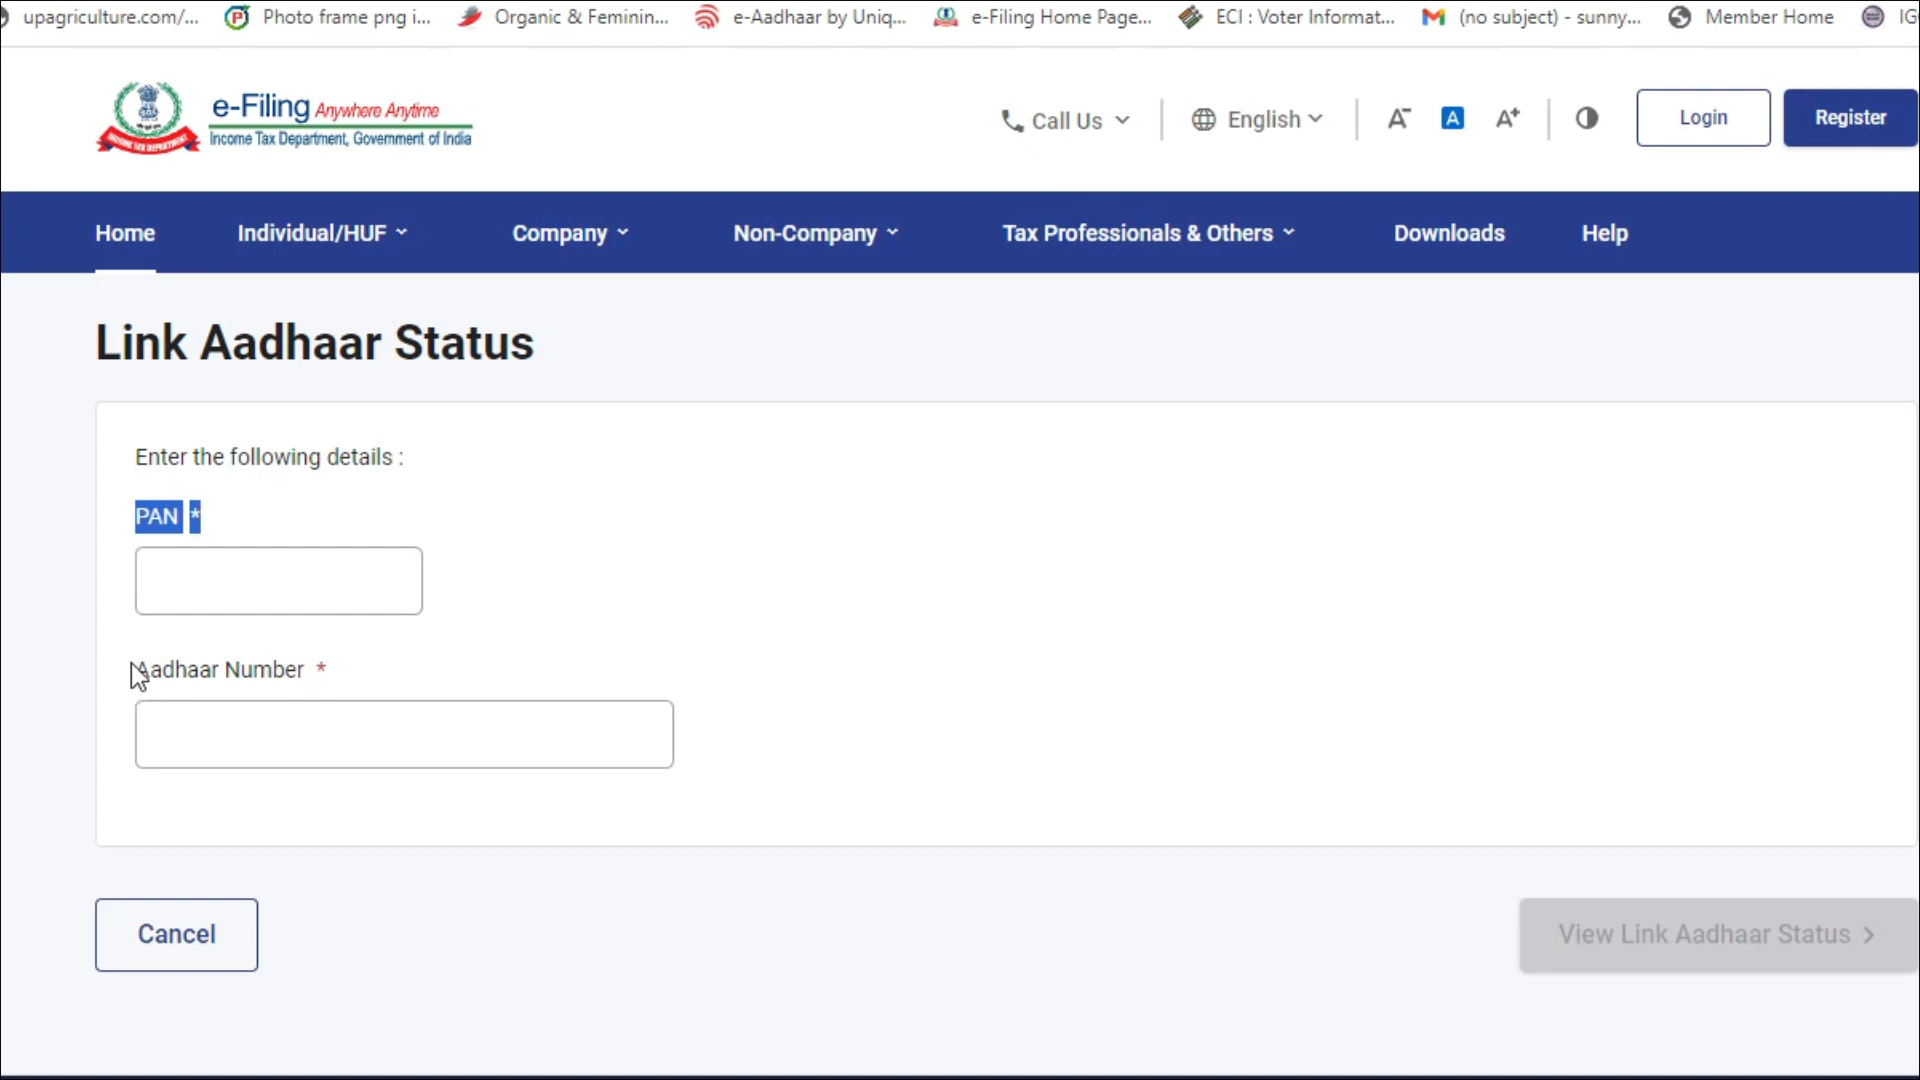 upagriculture.com/...
Photo frame png i...
Organic & Feminin...
e-Aadhaar by Uniq...
e-Filing Home Page...
ECI : Voter Informat...
(no subject) - sunny...
Member Home
e-Filing Anywhere Anytime
Income Tax Department, Government of India
INCOME TAX DEPARTMENT
Call Us
English
A-
A
A+
Login
Register
Home
Individual/HUF
Company
Non-Company
Tax Professionals & Others
Downloads
Help
Link Aadhaar Status
Enter the following details :
PAN *
Aadhaar Number *
Cancel
View Link Aadhaar Status >